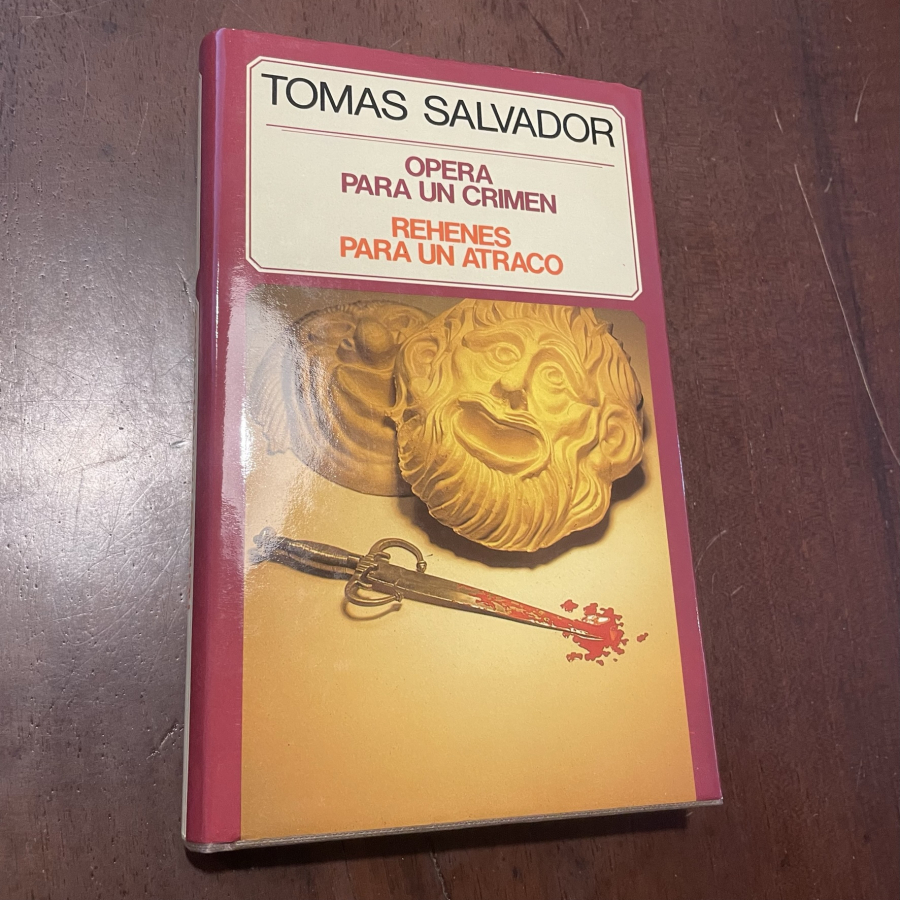 TOMAS SALVADOR
OPERA
PARA UN CRIMEN
REHENES
PARA UN ATRACO